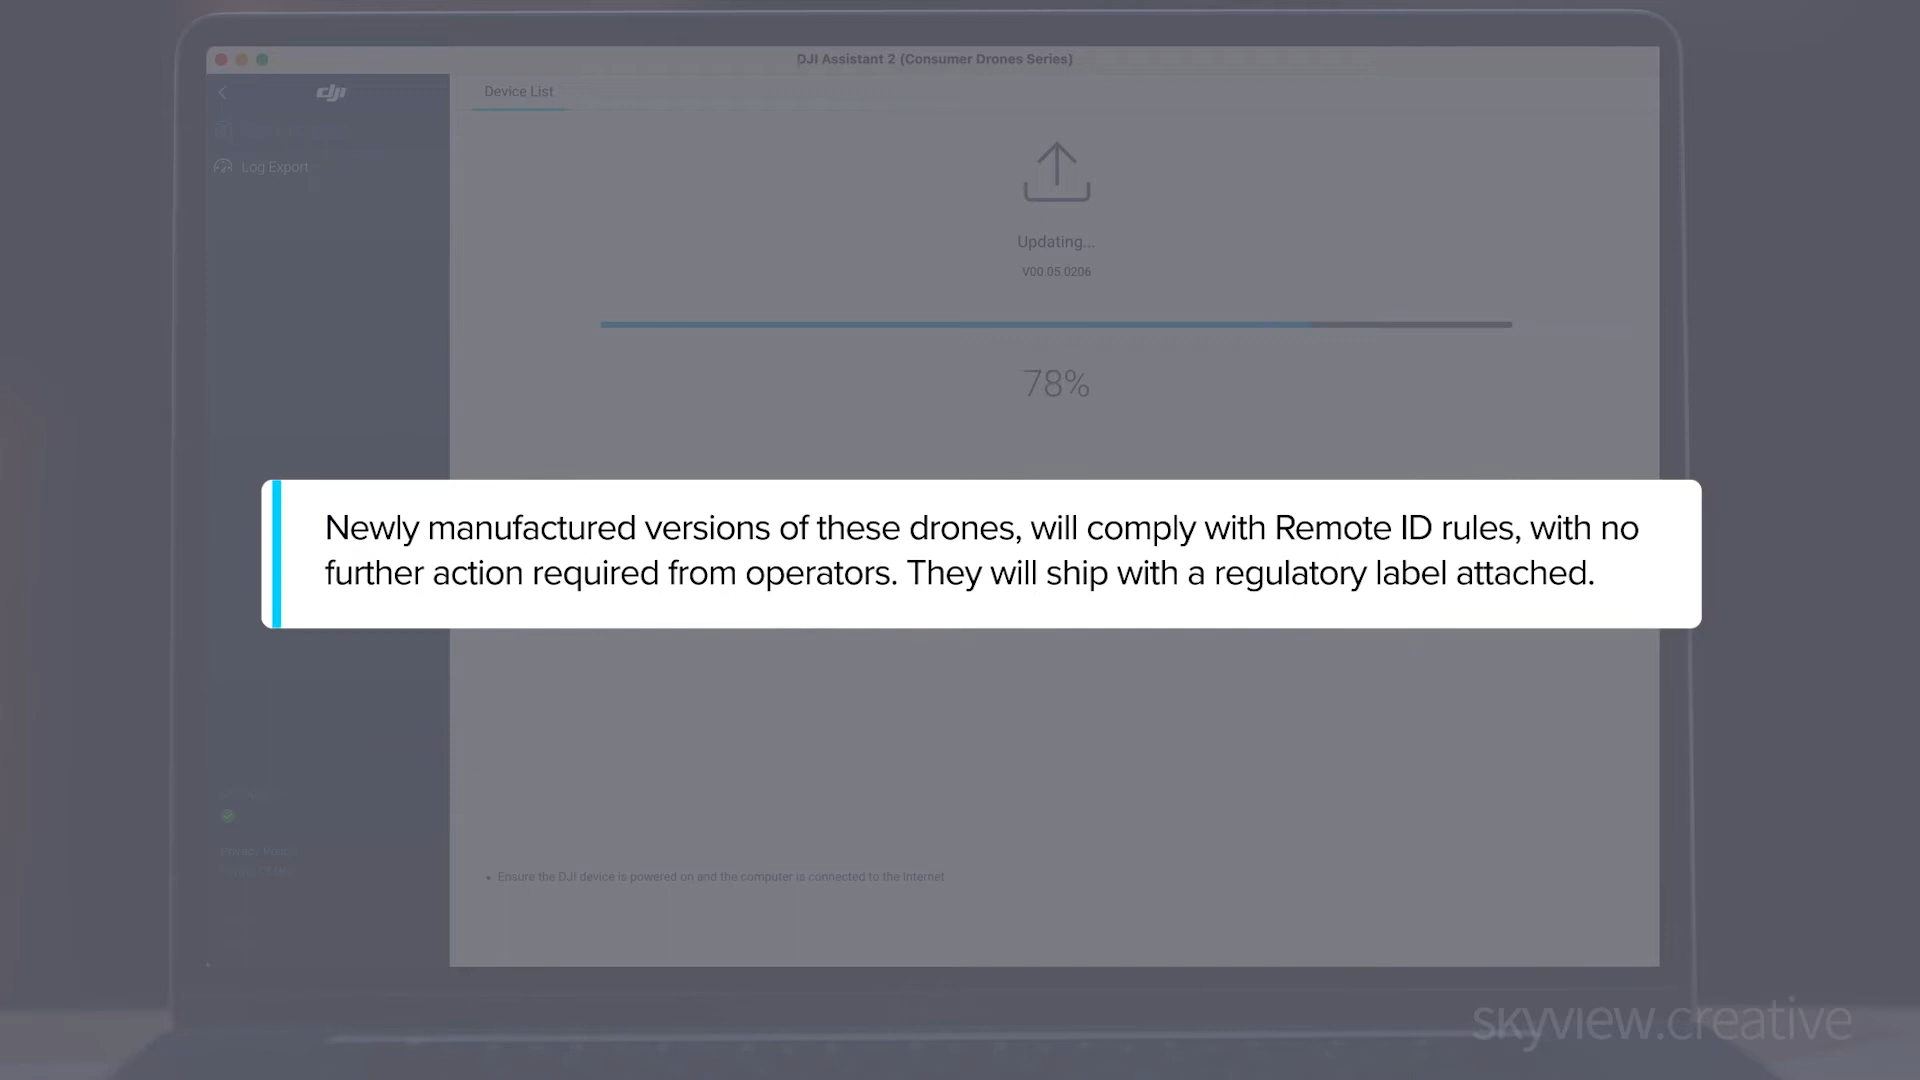 DJI Assistant 2 (Consumer Drones Series)
dji
Device List
Log Export
Updating...
V00.05.0206
78%
Newly manufactured versions of these drones, will comply with Remote ID rules, with no
further action required from operators. They will ship with a regulatory label attached.
Ensure the DJI device is powered on and the computer is connected to the Internet
skyview.creative